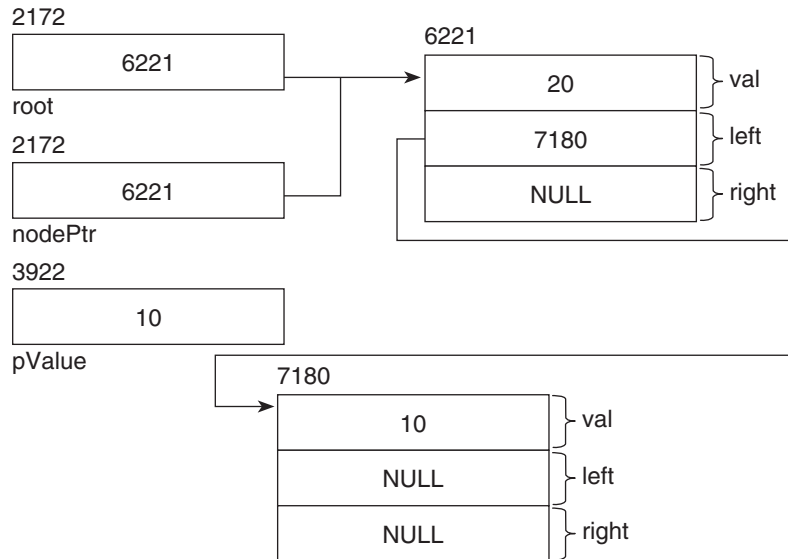 2172
6221
root
2172
6221
nodePtr
3922
10
pValue
6221
20
val
7180
left
NULL
right
7180
10
val
NULL
left
NULL
right